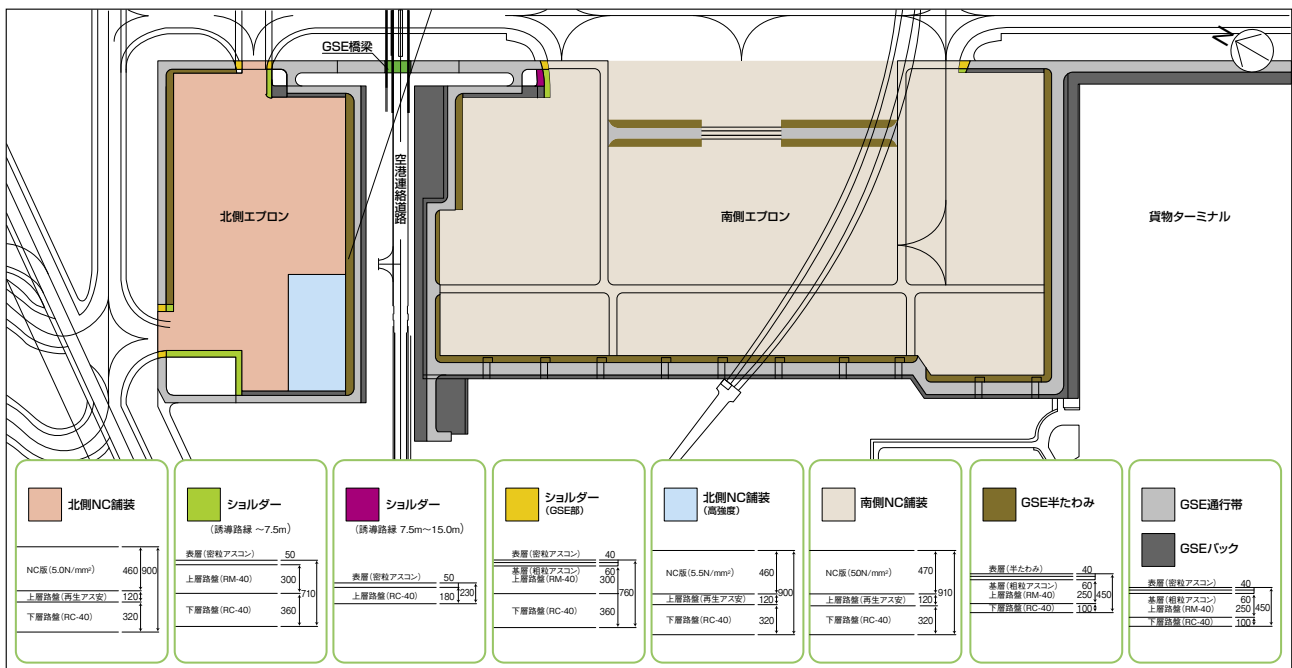 GSE橋梁
N
空港連絡道路
北側エプロン
南側エプロン
貨物ターミナル
北側NC舗装
NC版(5.0N/mm²) 460 900
上層路盤(再生アス安) 120
下層路盤(RC-40) 320
ショルダー
(誘導路縁 ~7.5m)
表層(密粒アスコン) 50
上層路盤(RM-40) 300
710
下層路盤(RC-40) 360
ショルダー
(誘導路縁 7.5m~15.0m)
表層(密粒アスコン) 50
230
上層路盤(RC-40) 180
ショルダー
(GSE部)
表層(密粒アスコン) 40
基層(粗粒アスコン) 60
上層路盤(RM-40) 300
760
下層路盤(RC-40) 360
北側NC舗装
(高強度)
NC版(5.5N/mm²) 460
900
上層路盤(再生アス安) 120
下層路盤(RC-40) 320
南側NC舗装
NC版(50N/mm²) 470
910
上層路盤(再生アス安) 120
下層路盤(RC-40) 320
GSE半たわみ
表層(半たわみ) 40
基層(粗粒アスコン) 60
上層路盤(RM-40) 250 450
下層路盤(RC-40) 100
GSE通行帯
GSEバック
表層(密粒アスコン) 40
基層(粗粒アスコン) 60
上層路盤(RM-40) 250 450
下層路盤(RC-40) 100